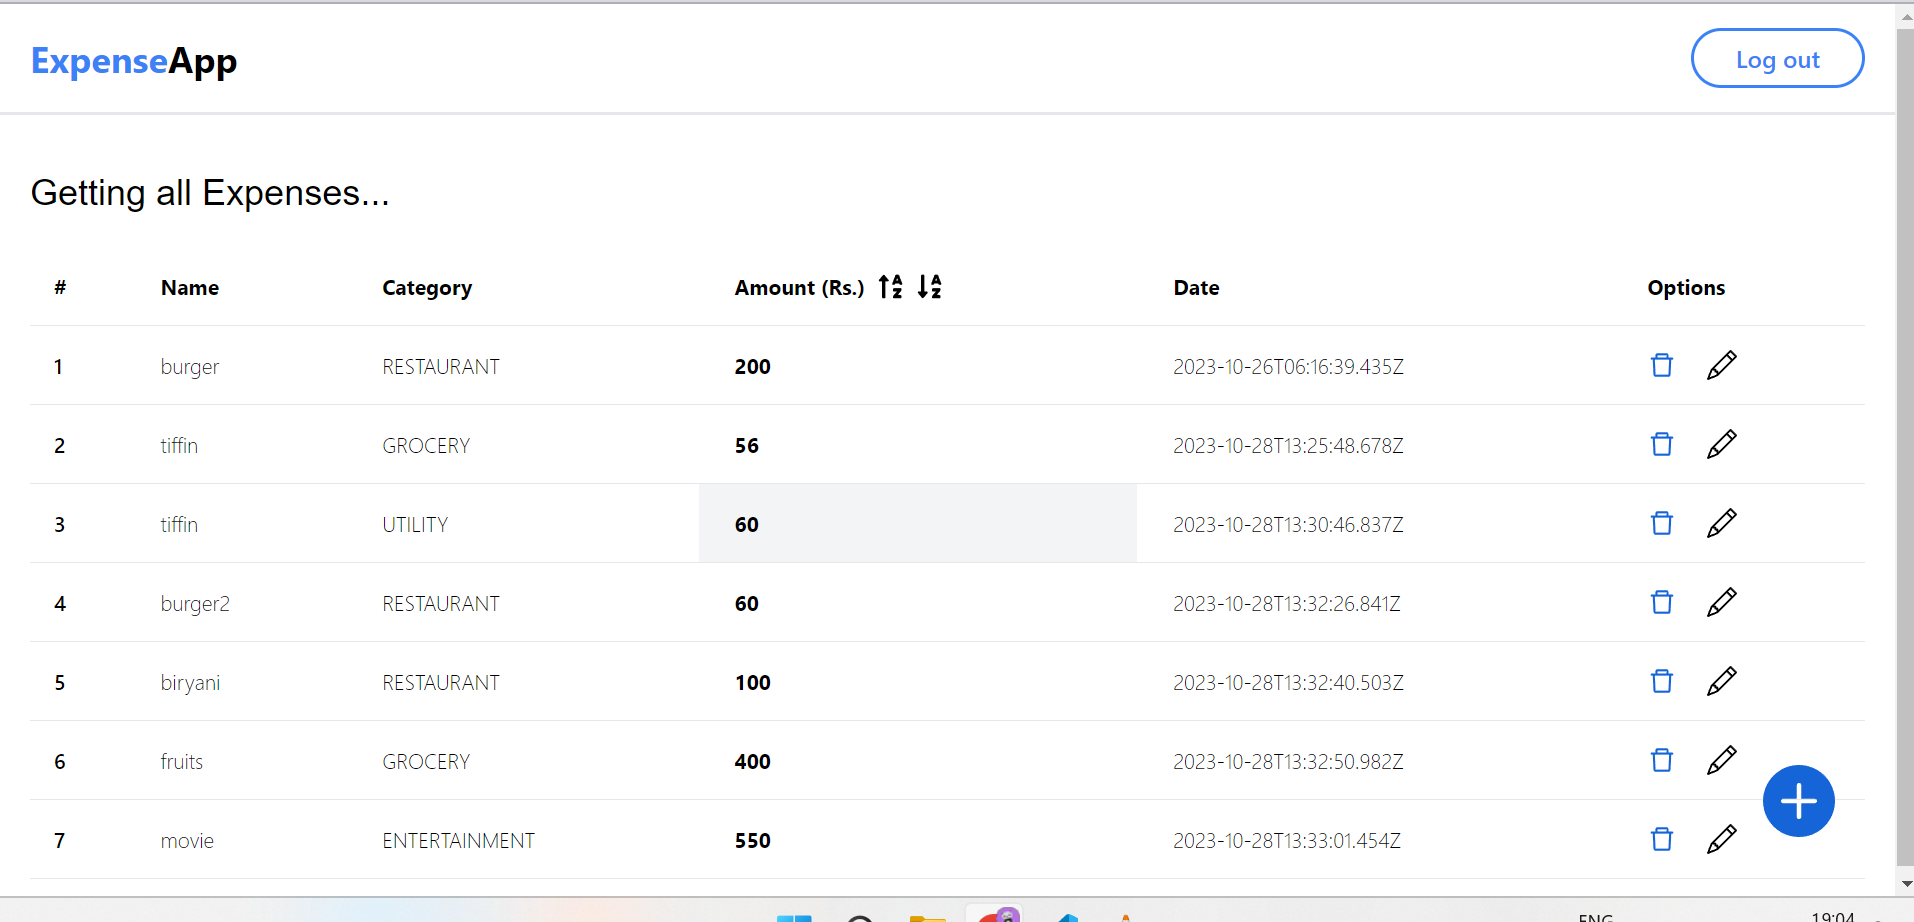 ExpenseApp
Log out
Getting all Expenses...
# Name Category Amount (Rs.) Date Options
1 burger RESTAURANT 200 2023-10-26T06:16:39.435Z
2 tiffin GROCERY 56 2023-10-28T13:25:48.678Z
3 tiffin UTILITY 60 2023-10-28T13:30:46.837Z
4 burger2 RESTAURANT 60 2023-10-28T13:32:26.841Z
5 biryani RESTAURANT 100 2023-10-28T13:32:40.503Z
6 fruits GROCERY 400 2023-10-28T13:32:50.982Z
7 movie ENTERTAINMENT 550 2023-10-28T13:33:01.454Z
ENG 19:04